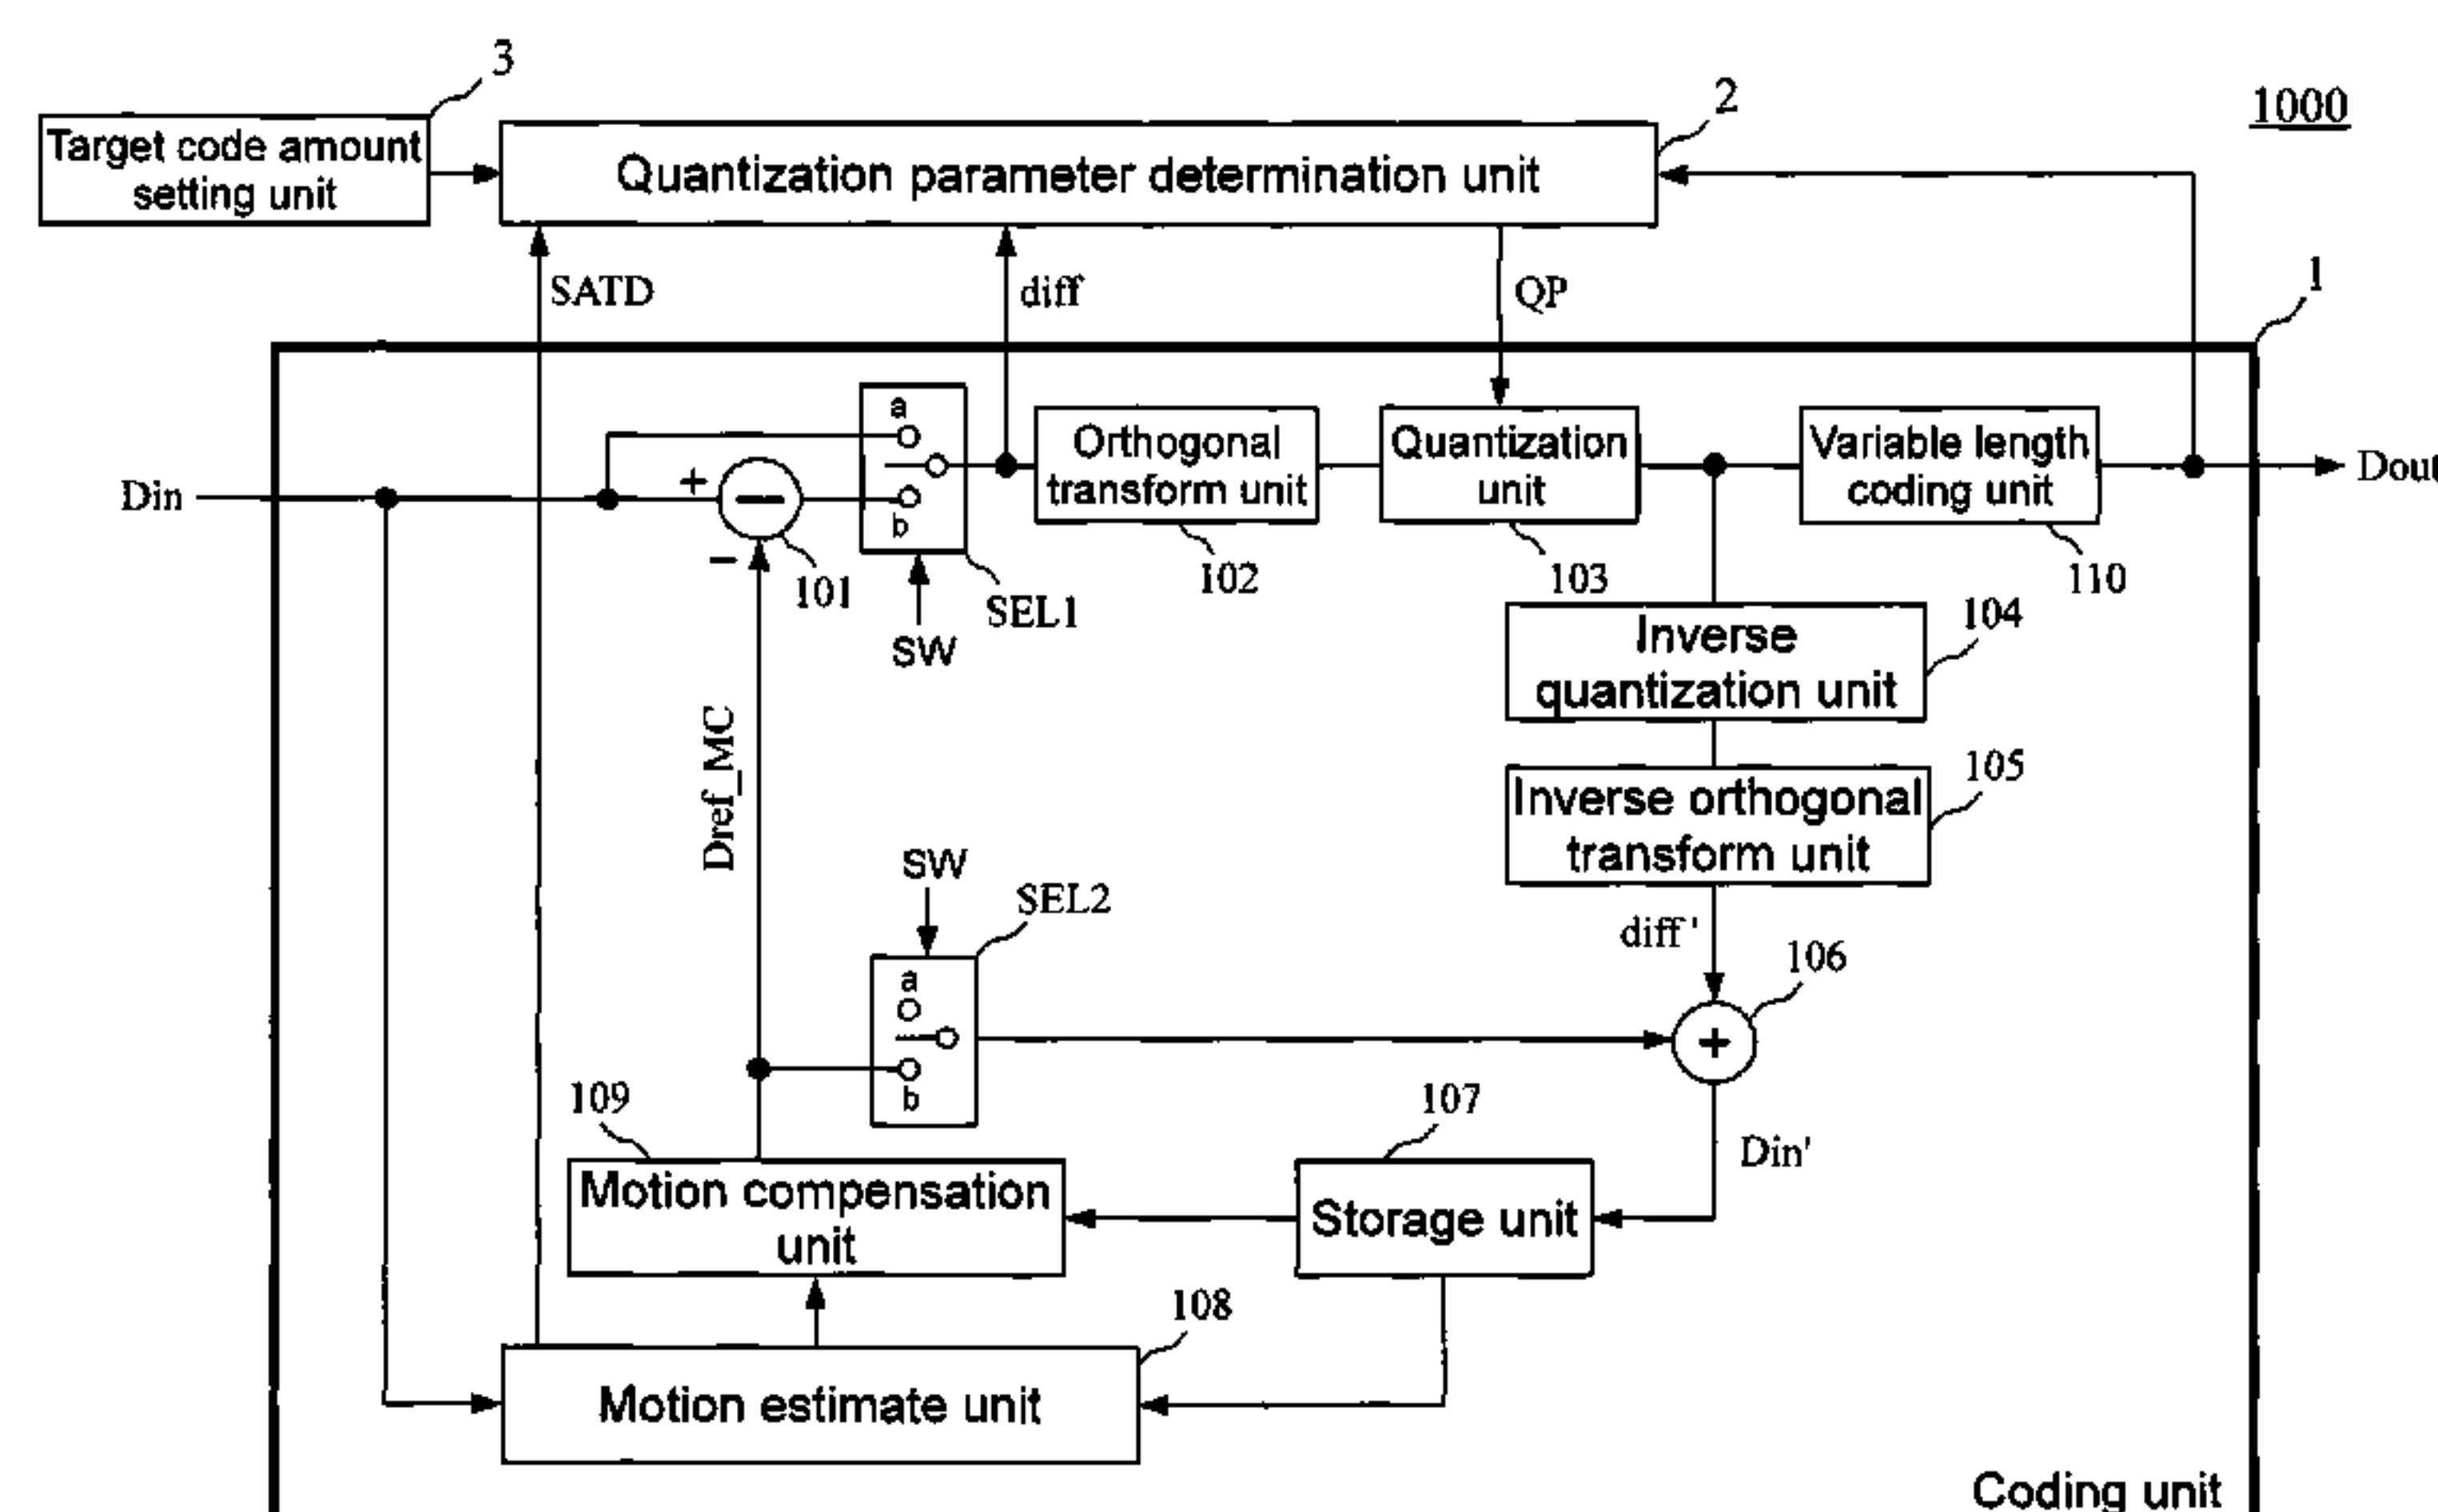 3
2
1000
Target code amount
setting unit
Quantization parameter determination unit
SATD
diff
QP
1
a
Orthogonal
transform unit
Quantization
unit
Variable length
coding unit
Din
+
−
b
Dout
−
101
SEL1
102
103
110
SW
104
Inverse
quantization unit
Dref_MC
105
Inverse orthogonal
transform unit
SW
SEL2
diff '
106
a
+
b
109
107
Din'
Motion compensation
unit
Storage unit
108
Motion estimate unit
Coding unit